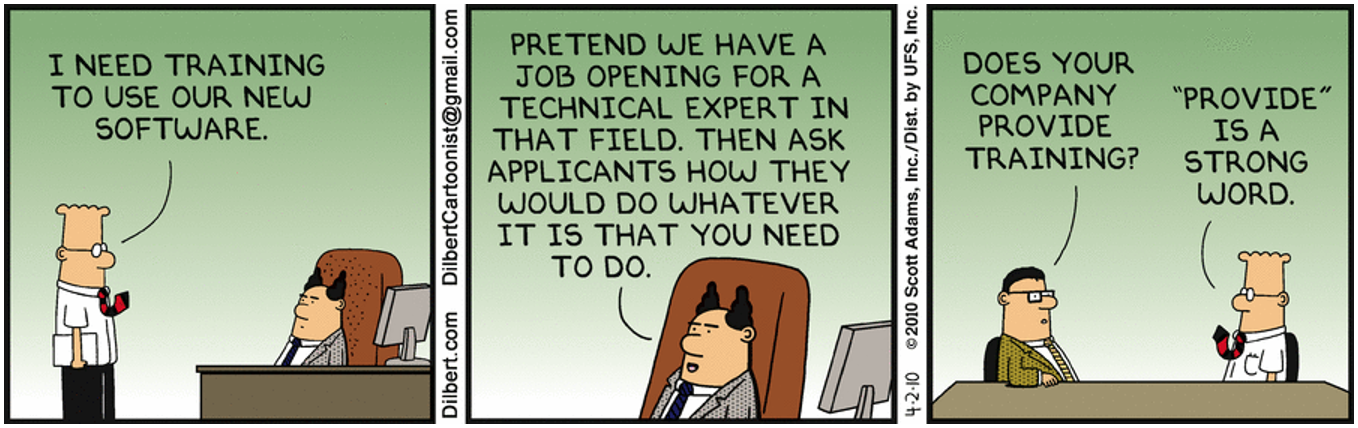 I NEED TRAINING
TO USE OUR NEW
SOFTWARE.
DilbertCartoonist@gmail.com
Dilbert.com
PRETEND WE HAVE A
JOB OPENING FOR A
TECHNICAL EXPERT IN
THAT FIELD. THEN ASK
APPLICANTS HOW THEY
WOULD DO WHATEVER
IT IS THAT YOU NEED
TO DO.
4-2-10 ©2010 Scott Adams, Inc./Dist. by UFS, Inc.
DOES YOUR
COMPANY
PROVIDE
TRAINING?
"PROVIDE"
IS A
STRONG
WORD.